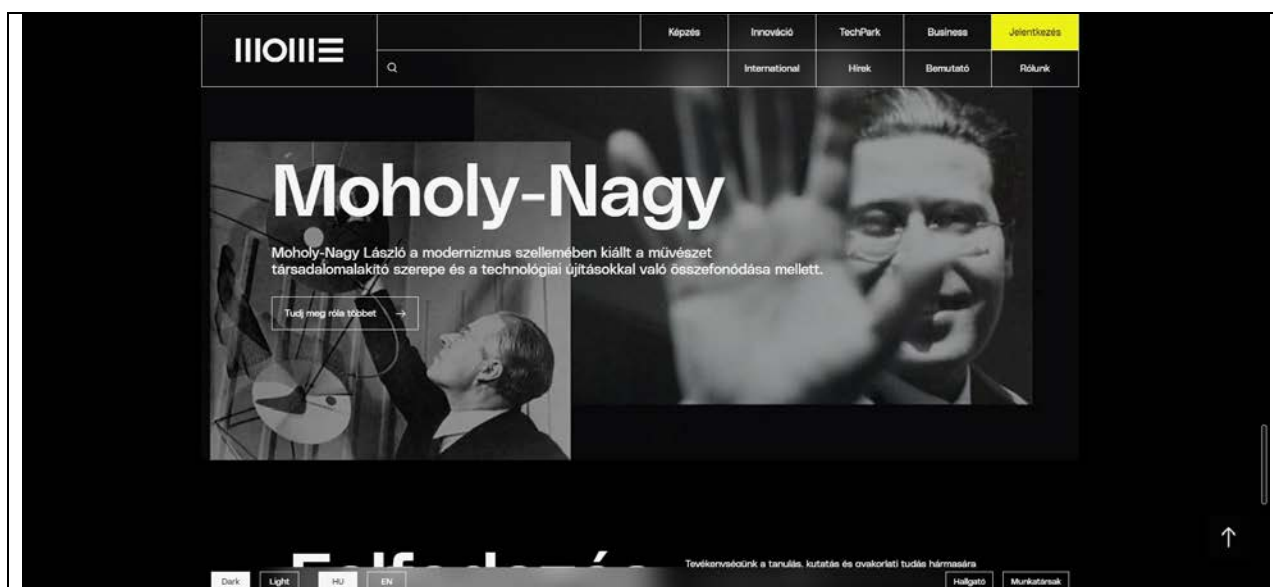 MOME
Képzés
Innováció
TechPark
Business
Jelentkezés
International
Hírek
Bemutató
Rólunk
Moholy-Nagy
Moholy-Nagy László a modernizmus szellemében kiállt a művészet
társadalomalakító szerepe és a technológiai újításokkal való összefonódása mellett.
Tudj meg róla többet
Tevékenységünk a tanulás, kutatás és gyakorlati tudás hármasára
Dark
Light
HU
EN
Hallgató
Munkatársak